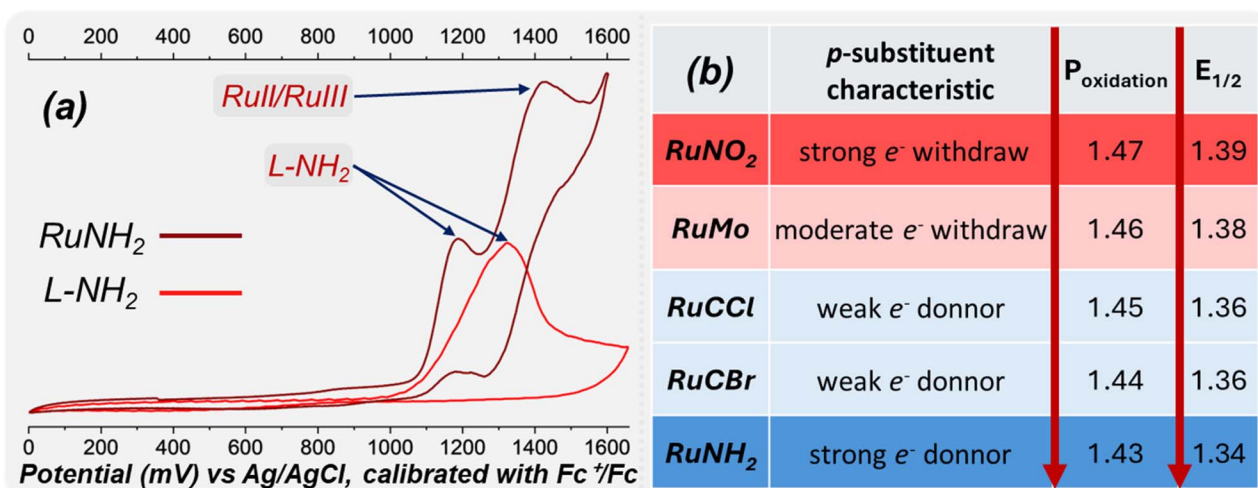 0 200 400 600 800 1000 1200 1400 1600
(a)
RuII/RuIII
L-NH₂
RuNH₂
L-NH₂
0 200 400 600 800 1000 1200 1400 1600
Potential (mV) vs Ag/AgCl, calibrated with Fc⁺/Fc
(b) p-substituent characteristic P oxidation E 1/2
RuNO₂ strong e⁻ withdraw 1.47 1.39
RuMo moderate e⁻ withdraw 1.46 1.38
RuCCl weak e⁻ donnor 1.45 1.36
RuCBr weak e⁻ donnor 1.44 1.36
RuNH₂ strong e⁻ donnor 1.43 1.34